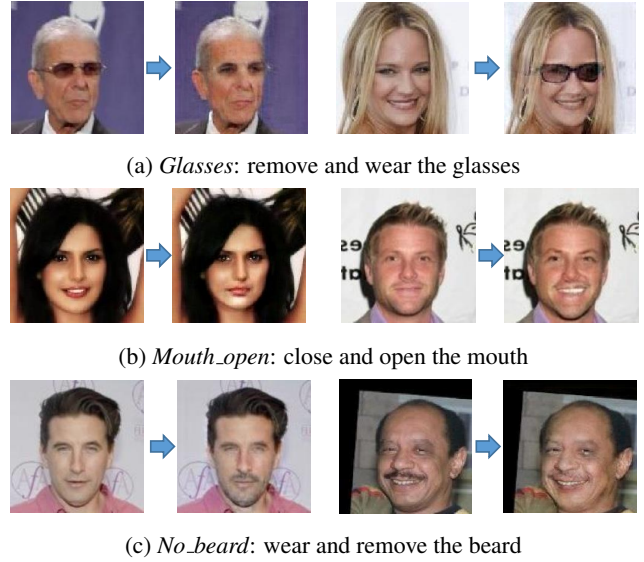 (a) Glasses: remove and wear the glasses
(b) Mouth_open: close and open the mouth
(c) No_beard: wear and remove the beard